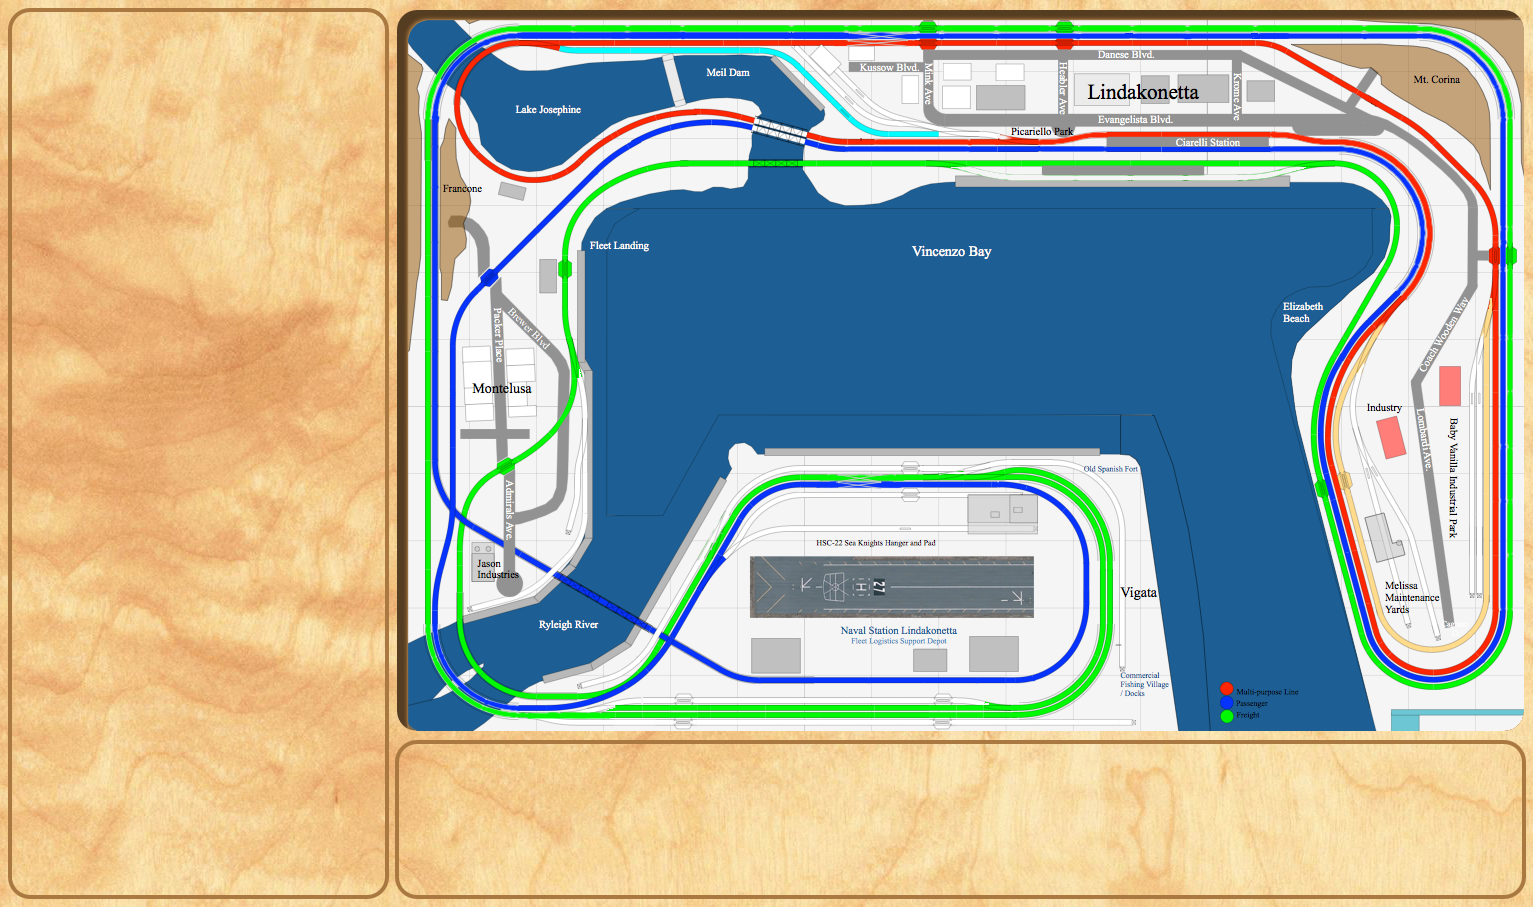 Danese Blvd.
Kussow Blvd.
Meil Dam
Mt. Corina
Mink Ave
Krome Ave
Lindakonetta
Lake Josephine
Evangelista Blvd.
Picariello Park
Ciarelli Station
Francone
Fleet Landing
Vincenzo Bay
Elizabeth
Beach
Packer Place
Brewer Blvd
Coach Wooden Way
Montelusa
Industry
Lombardi Ave.
Baby Vanilla Industrial Park
Old Spanish Fort
Admirals Ave.
HSC-22 Sea Knights Hanger and Pad
Jason
Industries
H
27
Vigata
Melissa
Maintenance
Yards
Ryleigh River
Naval Station Lindakonetta
Fleet Logistics Support Depot
Commercial
Fishing Village
/ Docks
Multi-purpose Line
Passenger
Freight